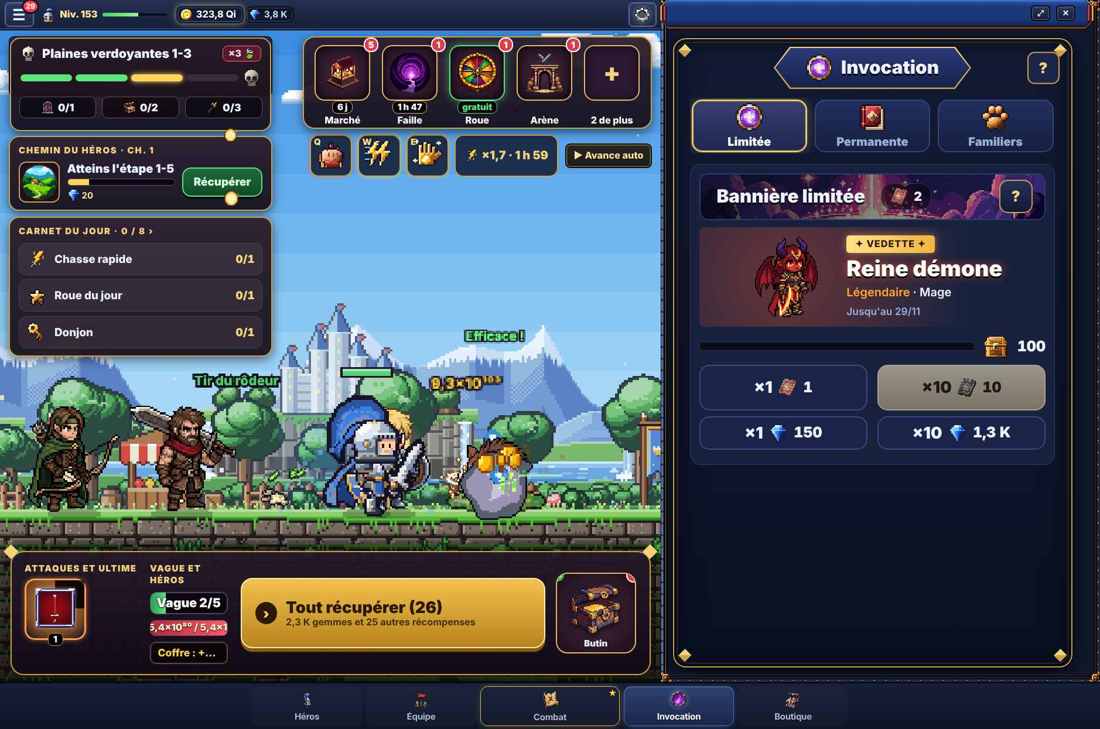 29
Niv. 153
323,8 Qi
3,8 K
Plaines verdoyantes 1-3
×3
0/1
0/2
0/3
CHEMIN DU HÉROS · CH. 1
Atteins l'étape 1-5
20
Récupérer
CARNET DU JOUR · 0 / 8 ›
Chasse rapide
0/1
Roue du jour
0/1
Donjon
0/1
5
1
1
1
+
6 j
1 h 47
gratuit
Marché
Faille
Roue
Arène
2 de plus
Q
W
E
×1,7 · 1 h 59
▶ Avance auto
Efficace !
Tir du rôdeur
ATTAQUES ET ULTIME
1
VAGUE ET
HÉROS
Vague 2/5
Coffre : +...
Tout récupérer (26)
2,3 K gemmes et 25 autres récompenses
Butin
Héros
Équipe
Combat
Invocation
Boutique
Invocation
?
Limitée
Permanente
Familiers
Bannière limitée
2
?
✦ VEDETTE ✦
Reine démone
Légendaire · Mage
Jusqu'au 29/11
100
×1 1
×10 10
×1 150
×10 1,3 K